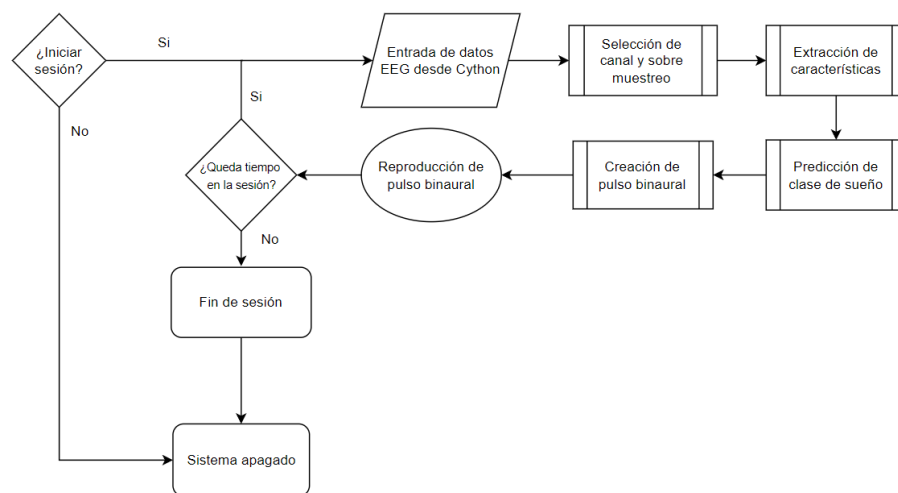 ¿Iniciar
sesión?
Si
Entrada de datos
EEG desde Cython
Selección de
canal y sobre
muestreo
Extracción de
características
Si
No
¿Queda tiempo
en la sesión?
Reproducción de
pulso binaural
Creación de
pulso binaural
Predicción de
clase de sueño
No
Fin de sesión
Sistema apagado